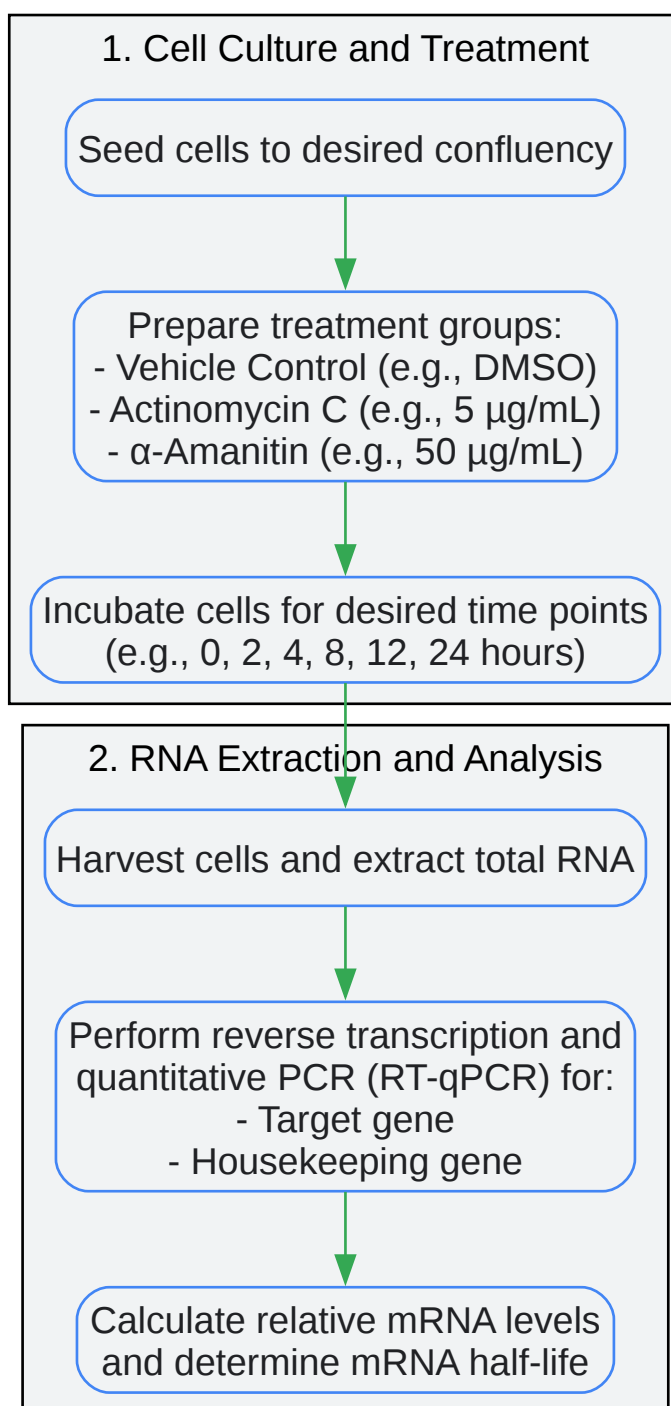 1. Cell Culture and Treatment
Seed cells to desired confluency
Prepare treatment groups:
- Vehicle Control (e.g., DMSO)
- Actinomycin C (e.g., 5 µg/mL)
- α-Amanitin (e.g., 50 µg/mL)
Incubate cells for desired time points
(e.g., 0, 2, 4, 8, 12, 24 hours)
2. RNA Extraction and Analysis
Harvest cells and extract total RNA
Perform reverse transcription and
quantitative PCR (RT-qPCR) for:
- Target gene
- Housekeeping gene
Calculate relative mRNA levels
and determine mRNA half-life